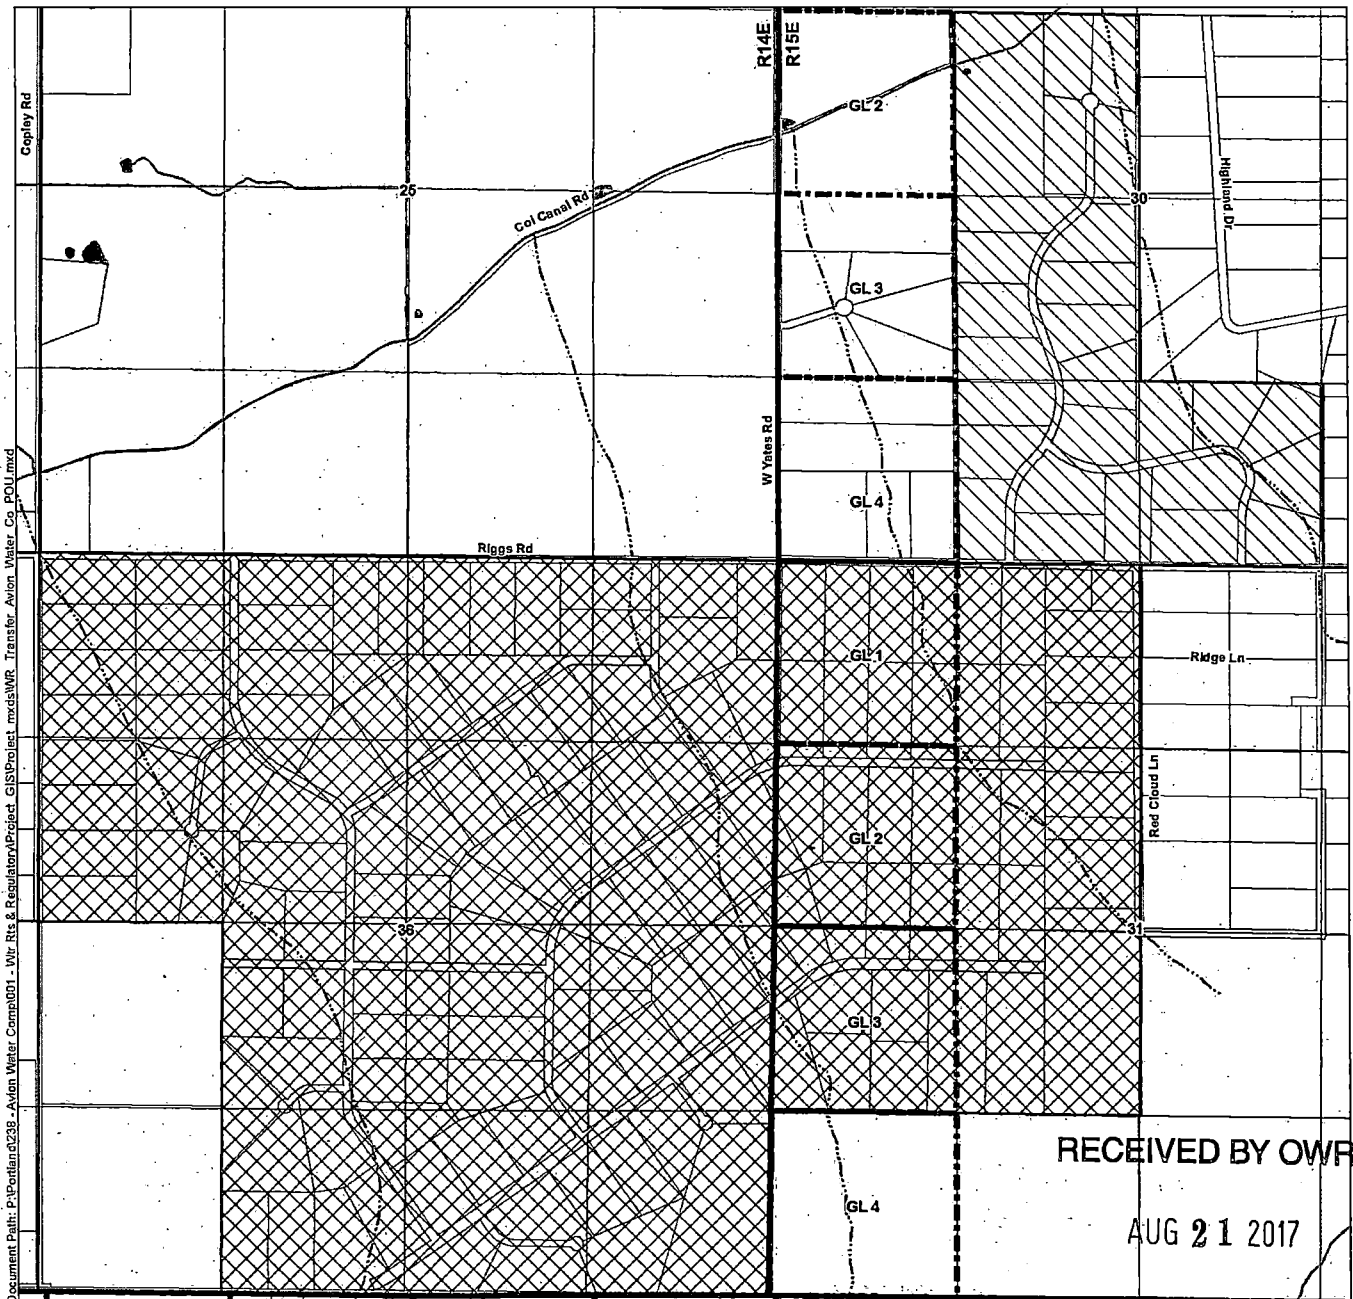 R14E
R15E
Copley Rd
GL 2
25
Col Canal Rd
30
Highland Dr
GL 3
W Yates Rd
GL 4
Riggs Rd
GL 1
Ridge Ln
GL 2
Red Cloud Ln
36
31
GL 3
GL 4
RECEIVED BY OWR
AUG 21 2017
Document Path: P:\Portland\238 - Avion Water Comp\001 - Wtr Rts & Regulatory\Project GIS\Project mxds\WR Transfer Avion Water Co POU.mxd